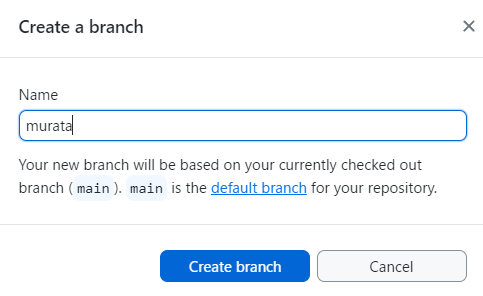 Create a branch
Name
murata
Your new branch will be based on your currently checked out
branch ( main ). main is the default branch for your repository.
Create branch
Cancel